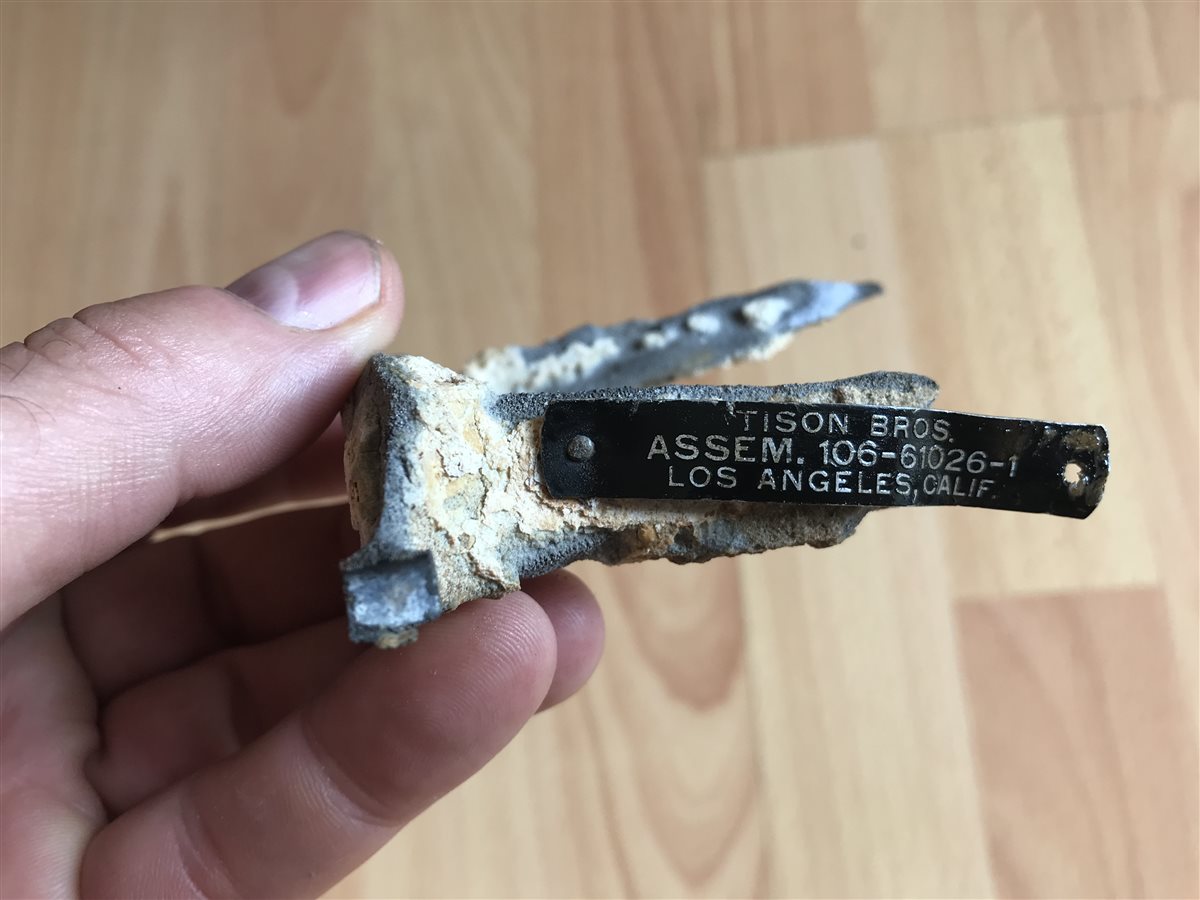 TISON BROS.
ASSEM. 106-61026-1
LOS ANGELES, CALIF.